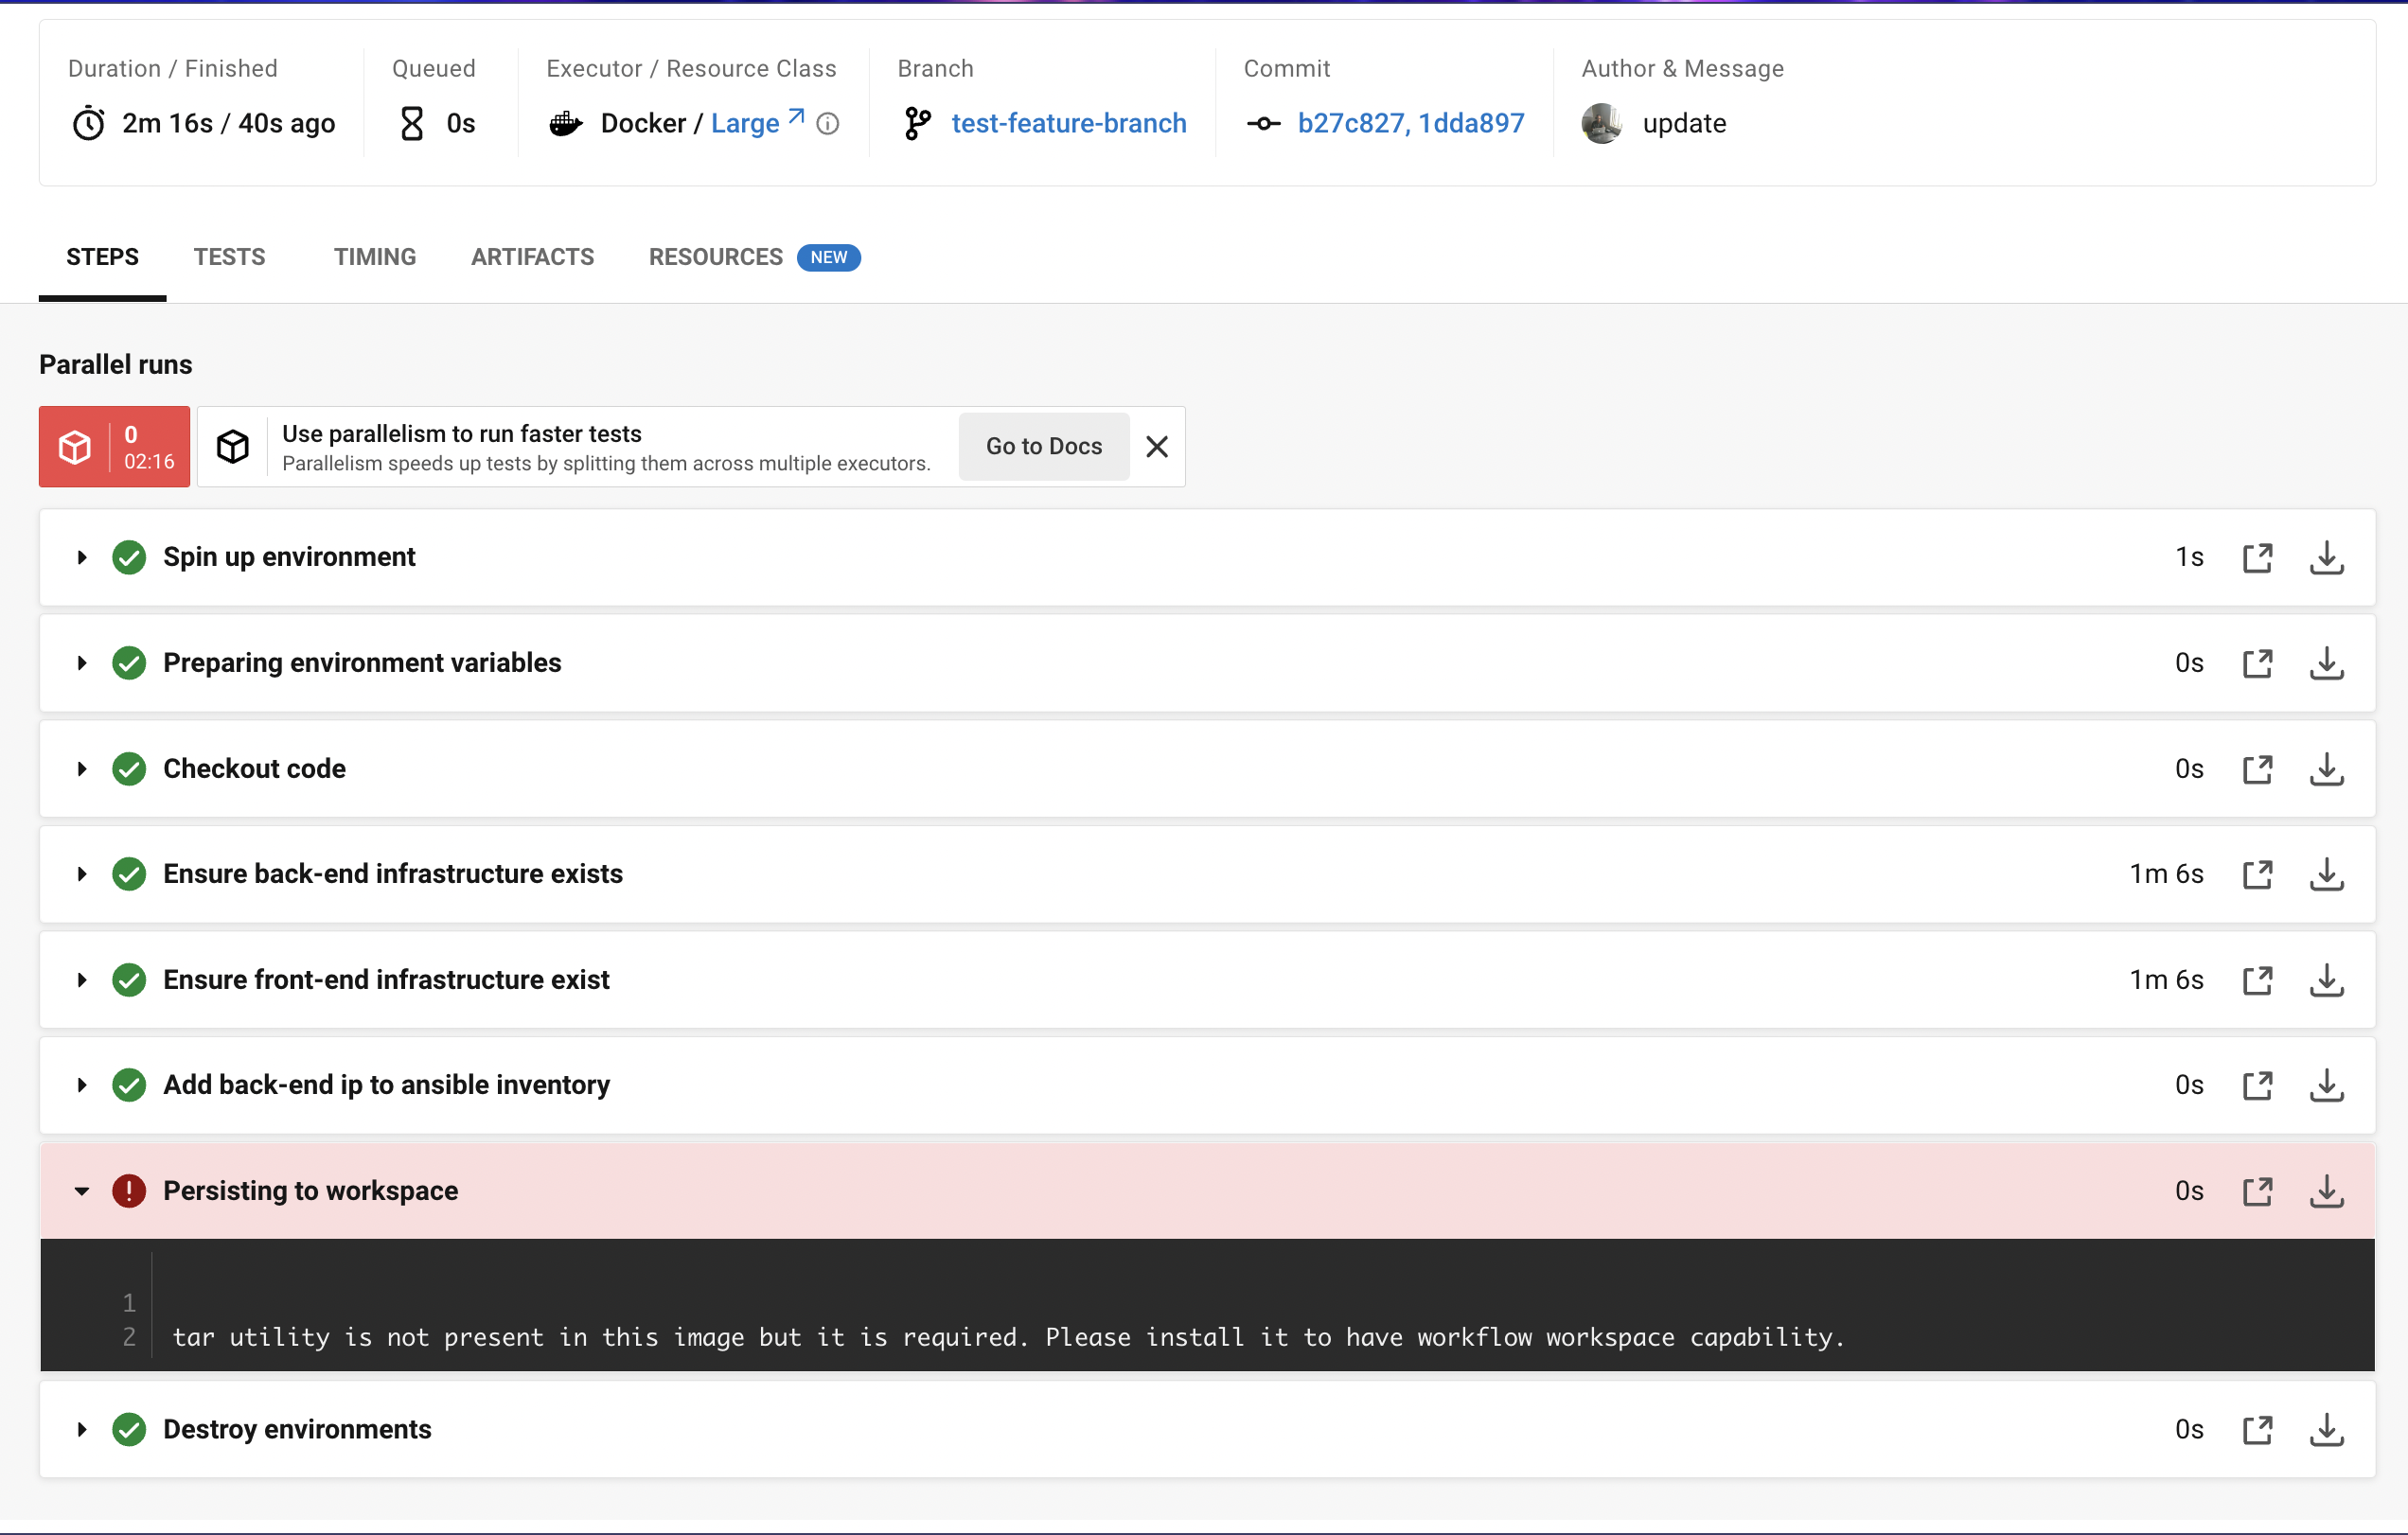 Duration / Finished
2m 16s / 40s ago
Queued
0s
Executor / Resource Class
Docker / Large
Branch
test-feature-branch
Commit
b27c827, 1dda897
Author & Message
update
STEPS
TESTS
TIMING
ARTIFACTS
RESOURCES NEW
Parallel runs
0
02:16
Use parallelism to run faster tests
Parallelism speeds up tests by splitting them across multiple executors.
Go to Docs
Spin up environment 1s
Preparing environment variables 0s
Checkout code 0s
Ensure back-end infrastructure exists 1m 6s
Ensure front-end infrastructure exist 1m 6s
Add back-end ip to ansible inventory 0s
Persisting to workspace 0s
1
2 tar utility is not present in this image but it is required. Please install it to have workflow workspace capability.
Destroy environments 0s